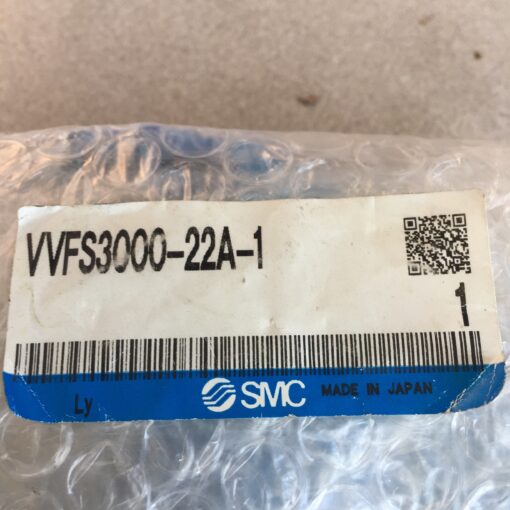 VVFS3000-22A-1
1
Ly
SMC MADE IN JAPAN